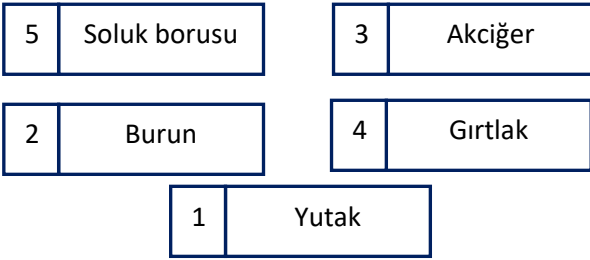 5 Soluk borusu
3 Akciğer
2 Burun
4 Gırtlak
1 Yutak